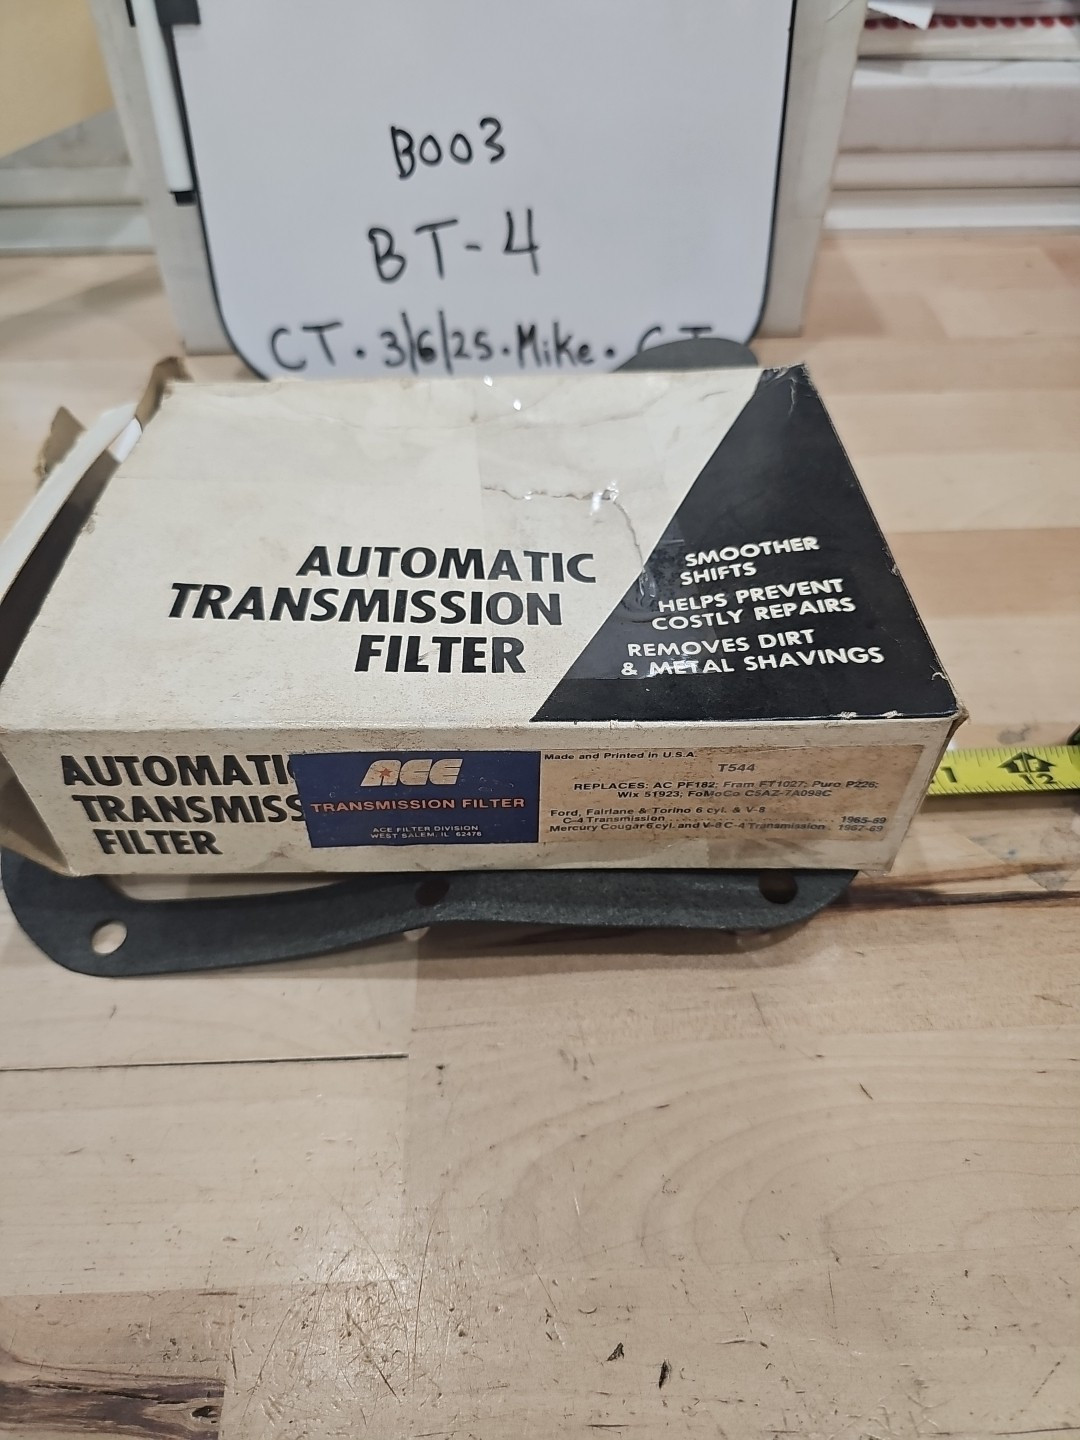 B003
BT-4
CT. 3/6/25. Mike. CT
AUTOMATIC
TRANSMISSION
FILTER
SMOOTHER
SHIFTS
HELPS PREVENT
COSTLY REPAIRS
REMOVES DIRT
& METAL SHAVINGS
AUTOMATI
TRANSMISS
FILTER
ACE
TRANSMISSION FILTER
ACE FILTER DIVISION
WEST SALEM, IL 62476
Made and Printed in U.S.A.
T544
REPLACES: AC PF182; Fram FT1027; Puro P226;
Wix 51923; FoMoCo C5AZ-7A098C
Ford, Fairlane & Torino 6 cyl. & V-8
C-4 Transmission .......... 1965-69
Mercury Cougar 6 cyl. and V-8 C-4 Transmission .. 1967-69
1
12